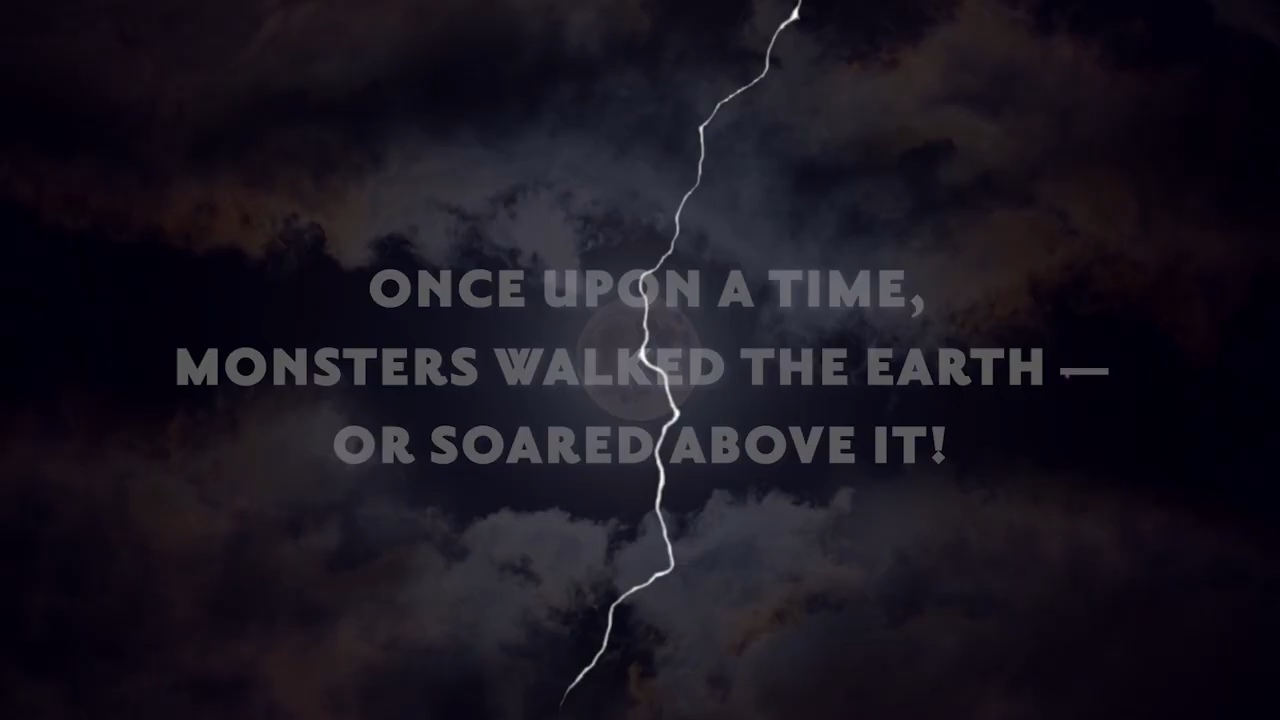 ONCE UPON A TIME,
MONSTERS WALKED THE EARTH —
OR SOARED ABOVE IT!